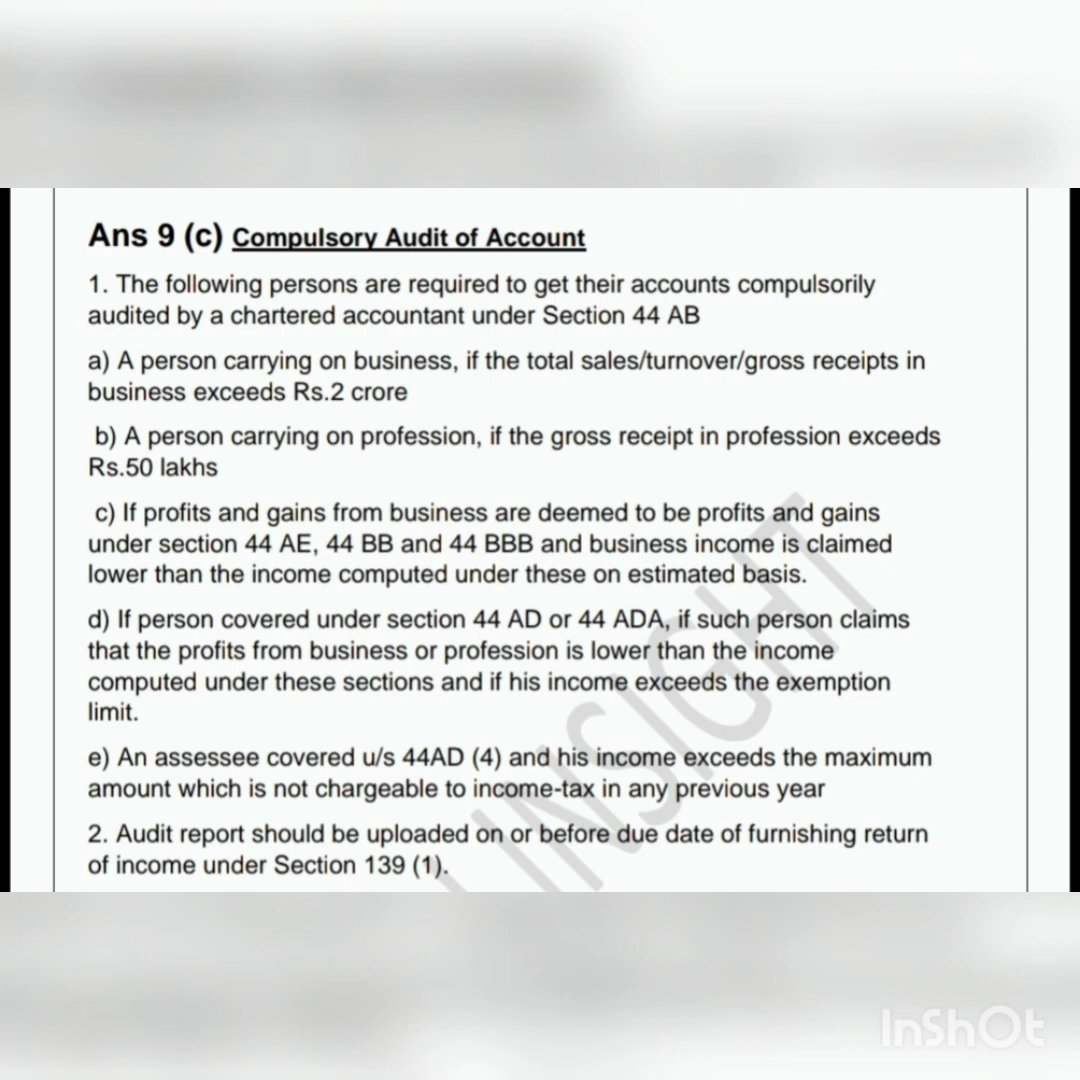 Ans 9 (c) Compulsory Audit of Account
1. The following persons are required to get their accounts compulsorily
audited by a chartered accountant under Section 44 AB
a) A person carrying on business, if the total sales/turnover/gross receipts in
business exceeds Rs.2 crore
b) A person carrying on profession, if the gross receipt in profession exceeds
Rs.50 lakhs
c) If profits and gains from business are deemed to be profits and gains
under section 44 AE, 44 BB and 44 BBB and business income is claimed
lower than the income computed under these on estimated basis.
d) If person covered under section 44 AD or 44 ADA, if such person claims
that the profits from business or profession is lower than the income
computed under these sections and if his income exceeds the exemption
limit.
e) An assessee covered u/s 44AD (4) and his income exceeds the maximum
amount which is not chargeable to income-tax in any previous year
2. Audit report should be uploaded on or before due date of furnishing return
of income under Section 139 (1).
INSIGHT
InShOt